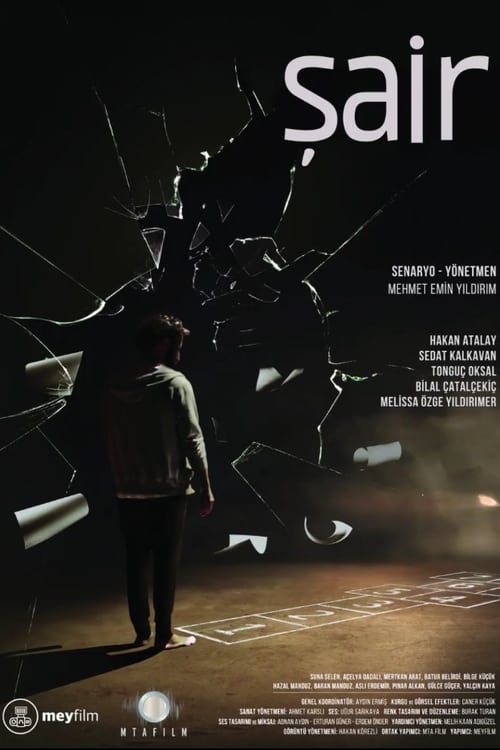 şair
SENARYO - YÖNETMEN
MEHMET EMİN YILDIRIM
HAKAN ATALAY
SEDAT KALKAVAN
TONGUÇ OKSAL
BİLAL ÇATALÇEKİÇ
MELİSSA ÖZGE YILDIRIMER
SUNA SELEN, AÇELYA DADALI, MERTKAN ARAT, BATUR BELİRDİ, BİLGE KÜÇÜK
HAZAL MANDUZ, BARAN MANDUZ, ASLI ERDEMİR, PINAR ALKAN, GÜLCE GÜÇER, YALÇIN KAYA
GENEL KOORDİNATÖR: AYDIN ERMİŞ - KURGU ve GÖRSEL EFEKTLER: CANER KÜÇÜK
SANAT YÖNETMENİ: AHMET KARSLI - SES: UĞUR SARIKAYA - RENK TASARIM VE DÜZENLEME: BURAK TURAN
SES TASARIMI ve MİKSAJ: ADNAN AYDIN - ERTURAN GÜNER - ERDEM ÖNDER - YARDIMCI YÖNETMEN: MELİH KAAN ADIGÜZEL
GÖRÜNTÜ YÖNETMENİ: HAKAN KÖREZLİ - ORTAK YAPIMCI: MTA FİLM - YAPIMCI: MEYFİLM
meyfilm
MTAFILM